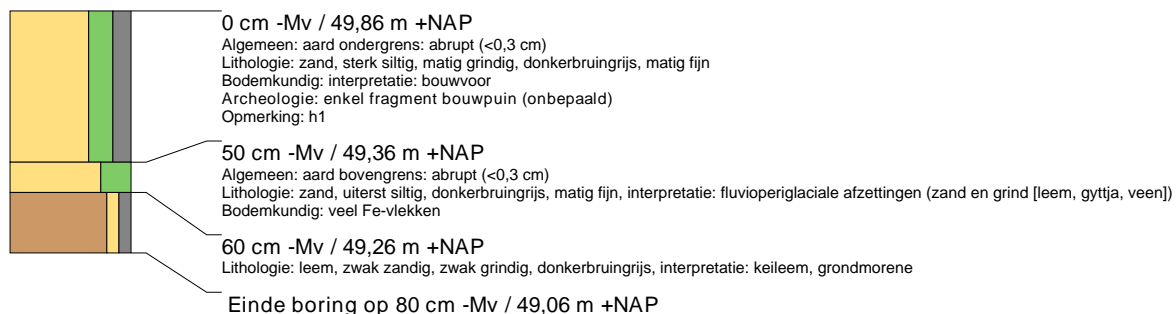 0 cm -Mv / 49,86 m +NAP
Algemeen: aard ondergrens: abrupt (<0,3 cm)
Lithologie: zand, sterk siltig, matig grindig, donkerbruingrijs, matig fijn
Bodemkundig: interpretatie: bouwvoor
Archeologie: enkel fragment bouwpuin (onbepaald)
Opmerking: h1
50 cm -Mv / 49,36 m +NAP
Algemeen: aard bovengrens: abrupt (<0,3 cm)
Lithologie: zand, uiterst siltig, donkerbruingrijs, matig fijn, interpretatie: fluvioperiglaciale afzettingen (zand en grind [leem, gyttja, veen])
Bodemkundig: veel Fe-vlekken
60 cm -Mv / 49,26 m +NAP
Lithologie: leem, zwak zandig, zwak grindig, donkerbruingrijs, interpretatie: keileem, grondmorene
Einde boring op 80 cm -Mv / 49,06 m +NAP